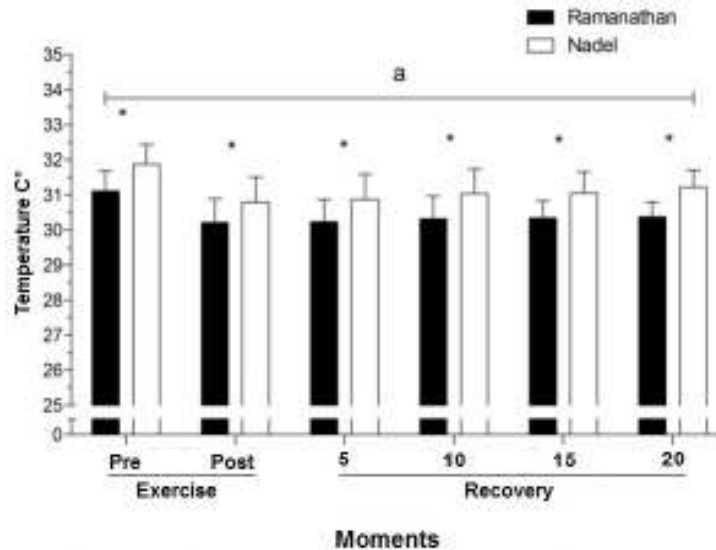 Ramanathan
Nadel
a
* * * * * *
Temperature C°
35
34
33
32
31
30
29
28
27
26
25
0
Pre Post 5 10 15 20
Exercise Recovery
Moments